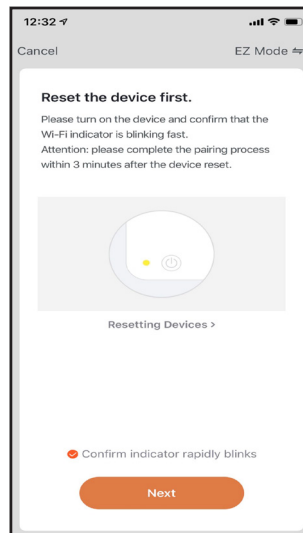 12:32
Cancel EZ Mode
Reset the device first.
Please turn on the device and confirm that the
Wi-Fi indicator is blinking fast.
Attention: please complete the pairing process
within 3 minutes after the device reset.
Resetting Devices >
Confirm indicator rapidly blinks
Next